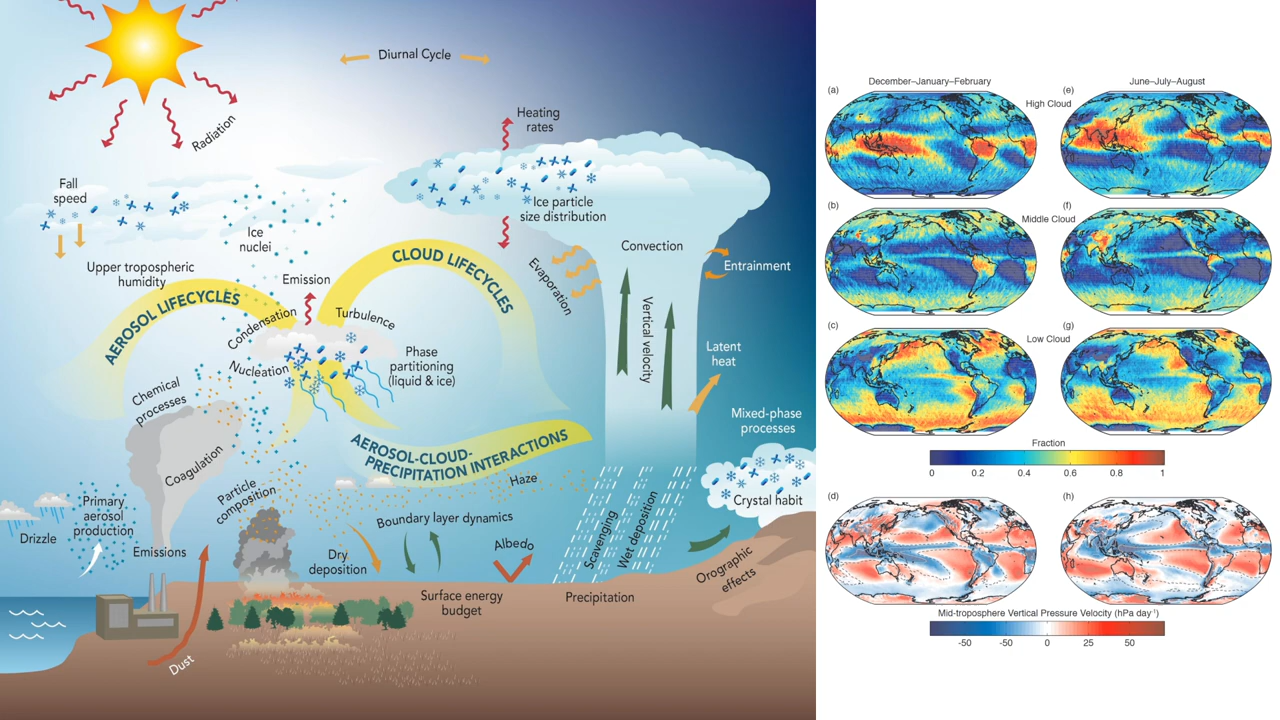 Diurnal Cycle
Radiation
Heating
rates
Fall
speed
Ice
nuclei
Ice particle
size distribution
Upper tropospheric
humidity
Emission
Convection
Entrainment
Evaporation
Vertical velocity
AEROSOL LIFECYCLES
CLOUD LIFECYCLES
Condensation
Turbulence
Nucleation
Phase
partitioning
(liquid & ice)
Latent
heat
Chemical
processes
Coagulation
Mixed-phase
processes
AEROSOL-CLOUD-
PRECIPITATION INTERACTIONS
Haze
Crystal habit
Particle
composition
Primary
aerosol
production
Drizzle
Emissions
Boundary layer dynamics
Dry
deposition
Albedo
Scavenging
Wet deposition
Orographic
effects
Surface energy
budget
Precipitation
Dust
December–January–February
June–July–August
(a)
(e)
High Cloud
(b)
(f)
Middle Cloud
(c)
(g)
Low Cloud
Fraction
0 0.2 0.4 0.6 0.8 1
(d)
(h)
Mid-troposphere Vertical Pressure Velocity (hPa day⁻¹)
-50 -50 0 25 50